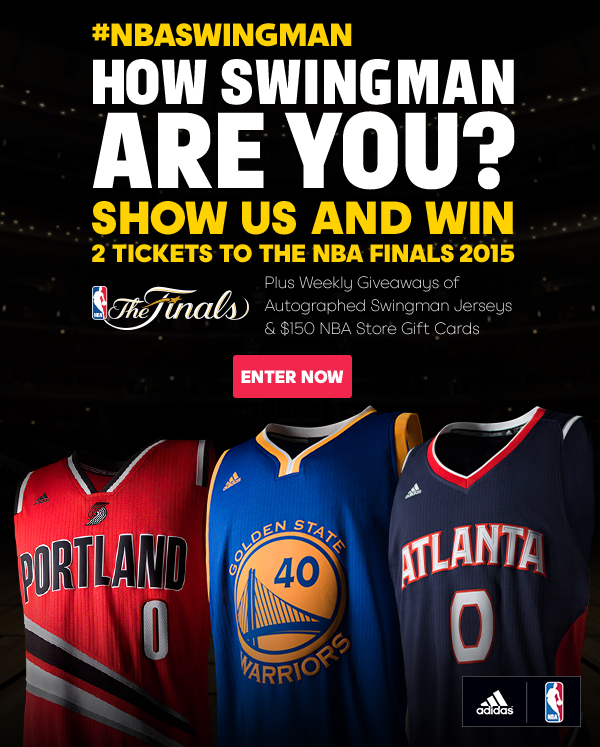 #NBASWINGMAN
HOW SWINGMAN
ARE YOU?
SHOW US AND WIN
2 TICKETS TO THE NBA FINALS 2015
NBA
The Finals
Plus Weekly Giveaways of
Autographed Swingman Jerseys
& $150 NBA Store Gift Cards
ENTER NOW
PORTLAND
0
GOLDEN STATE
40
WARRIORS
ATLANTA
0
adidas
NBA